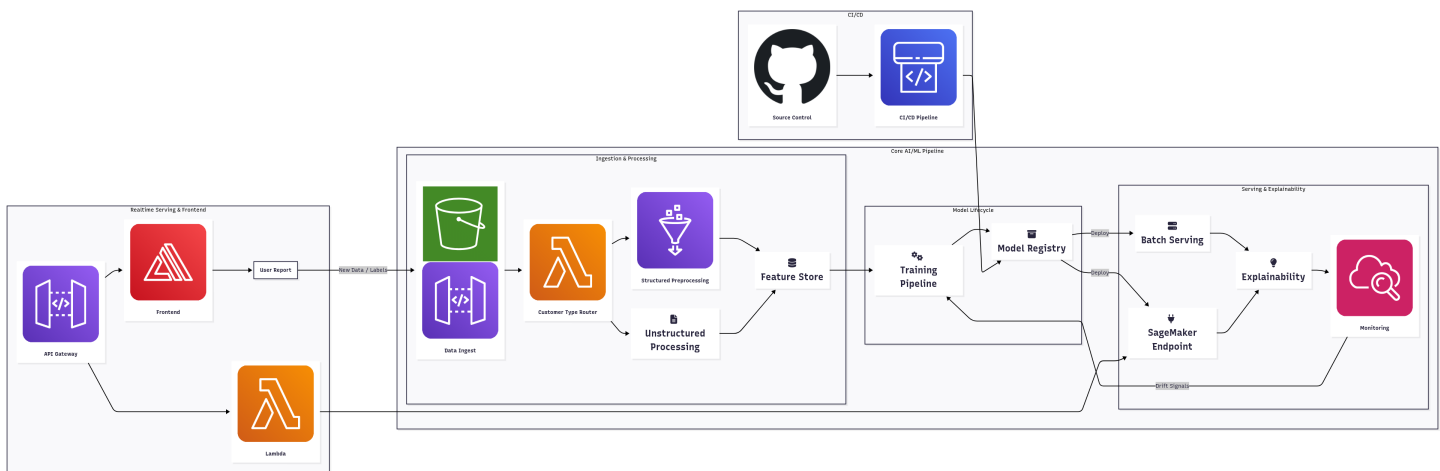 CI/CD
Source Control
CI/CD Pipeline
Core AI/ML Pipeline
Ingestion & Processing
Realtime Serving & Frontend
API Gateway
Frontend
User Report
New Data / Labels
Lambda
Data Ingest
Customer Type Router
Structured Preprocessing
Unstructured
Processing
Feature Store
Model Lifecycle
Training
Pipeline
Model Registry
Deploy
Deploy
Serving & Explainability
Batch Serving
SageMaker
Endpoint
Explainability
Monitoring
Drift Signals